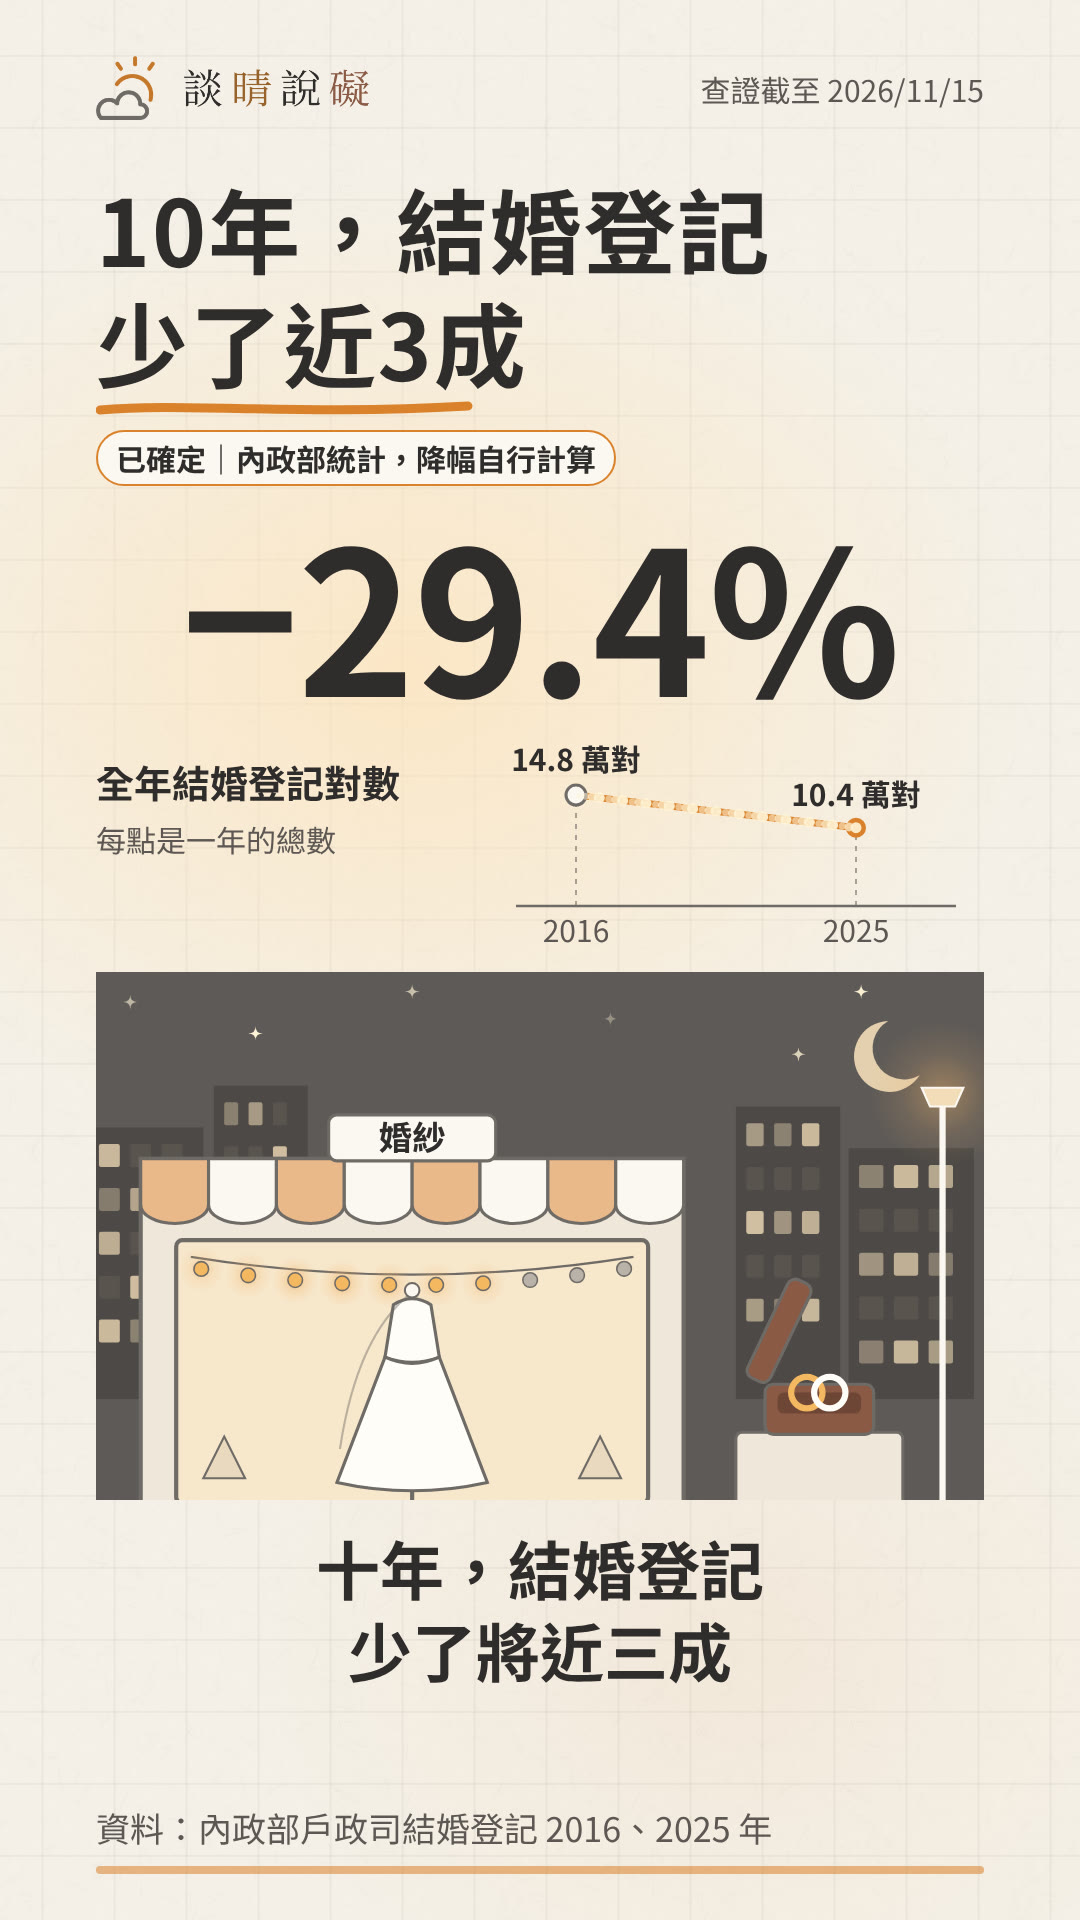 談晴說礙
查證截至 2026/11/15
10年，結婚登記
少了近3成
已確定｜內政部統計，降幅自行計算
−29.4%
全年結婚登記對數
每點是一年的總數
14.8 萬對
10.4 萬對
2016
2025
婚紗
十年，結婚登記
少了將近三成
資料：內政部戶政司結婚登記 2016、2025 年